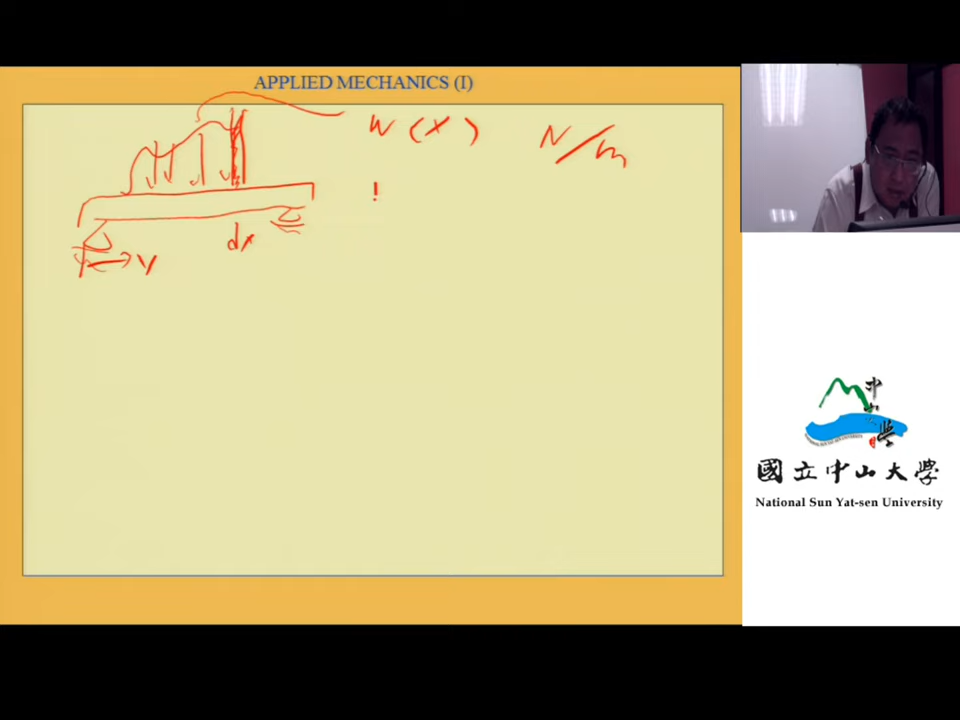 APPLIED MECHANICS (I)
w (x) N/m
dx
國立中山大學
National Sun Yat-sen University